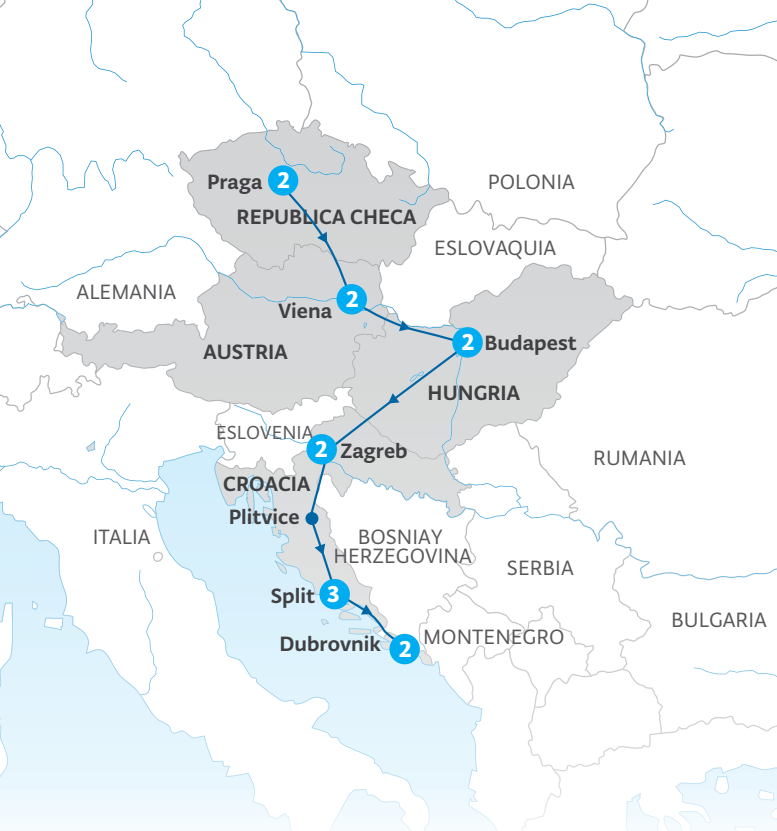 Praga 2
POLONIA
REPUBLICA CHECA
ESLOVAQUIA
ALEMANIA
Viena 2
2 Budapest
AUSTRIA
HUNGRIA
ESLOVENIA
2 Zagreb
RUMANIA
CROACIA
Plitvice
ITALIA
BOSNIAY
HERZEGOVINA
SERBIA
Split 3
BULGARIA
MONTENEGRO
Dubrovnik 2